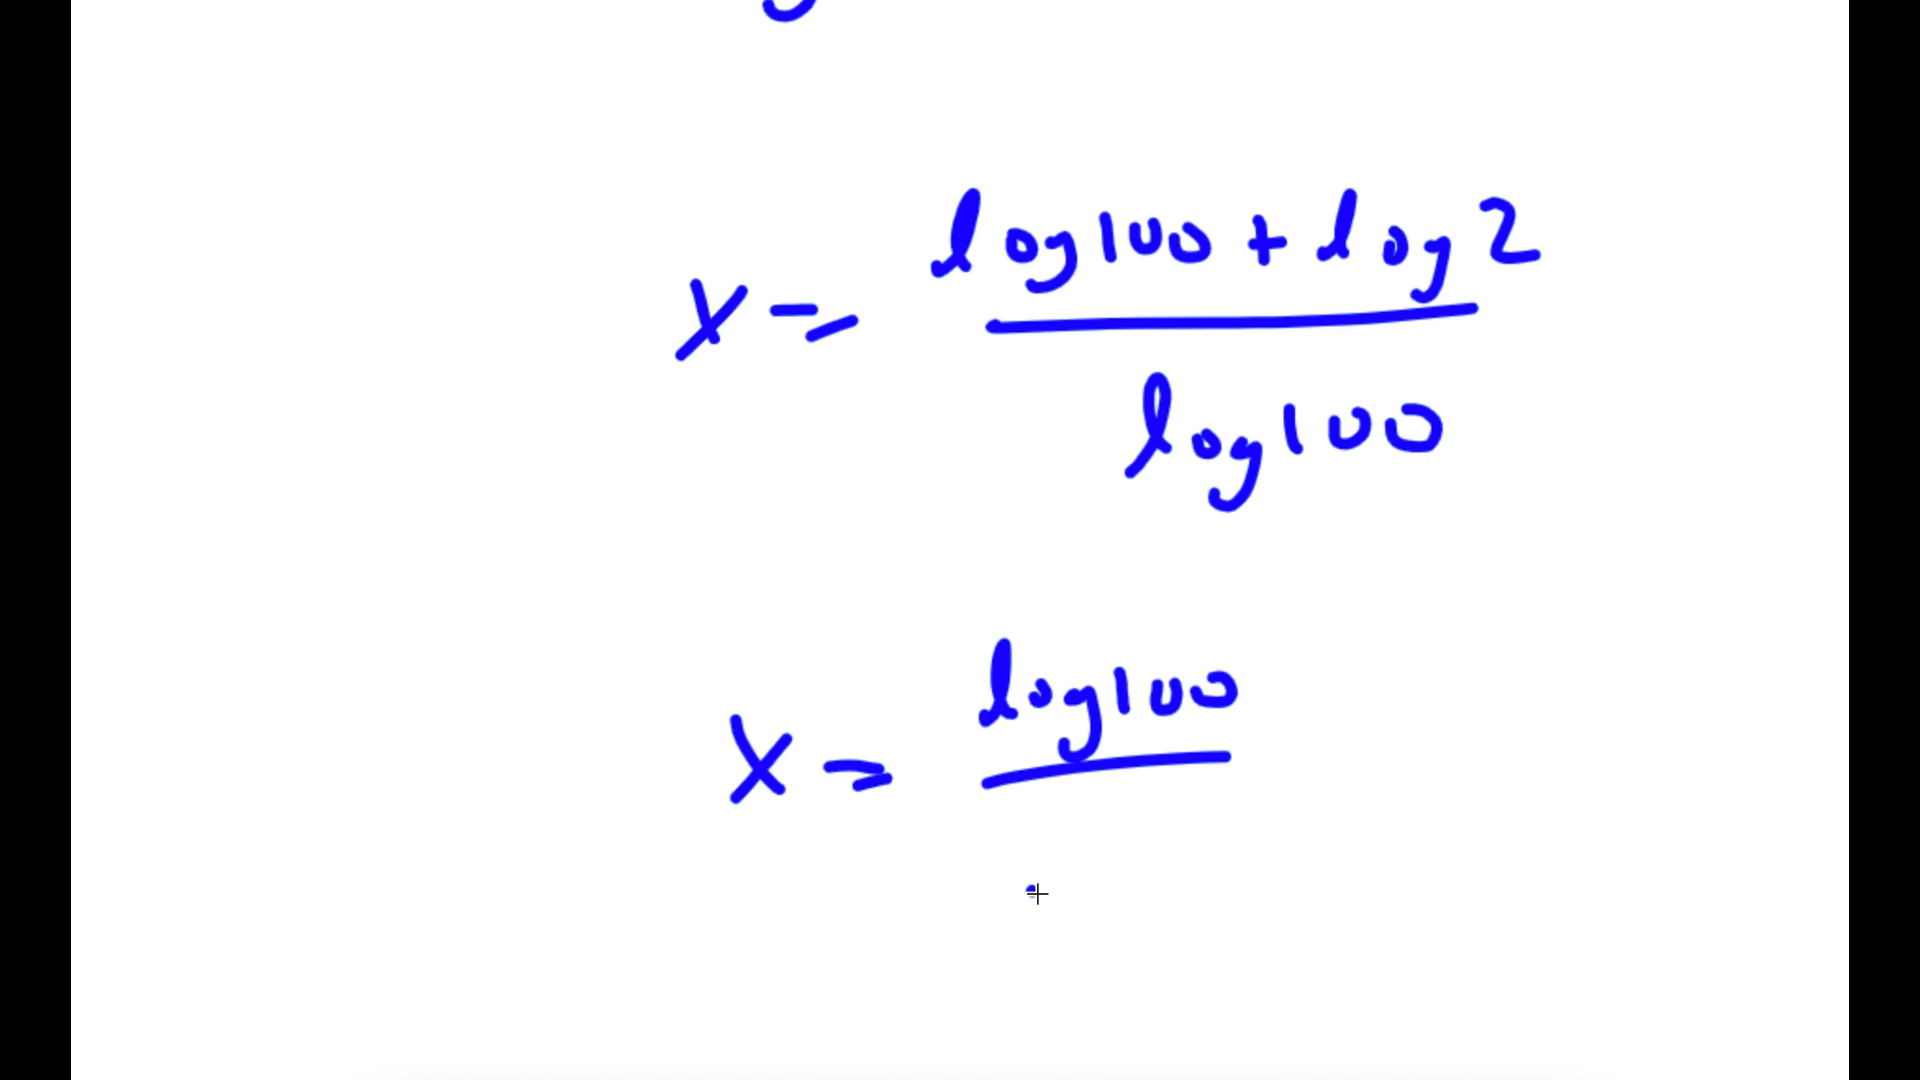 x = (log100 + log2) / log100
x = log100 /